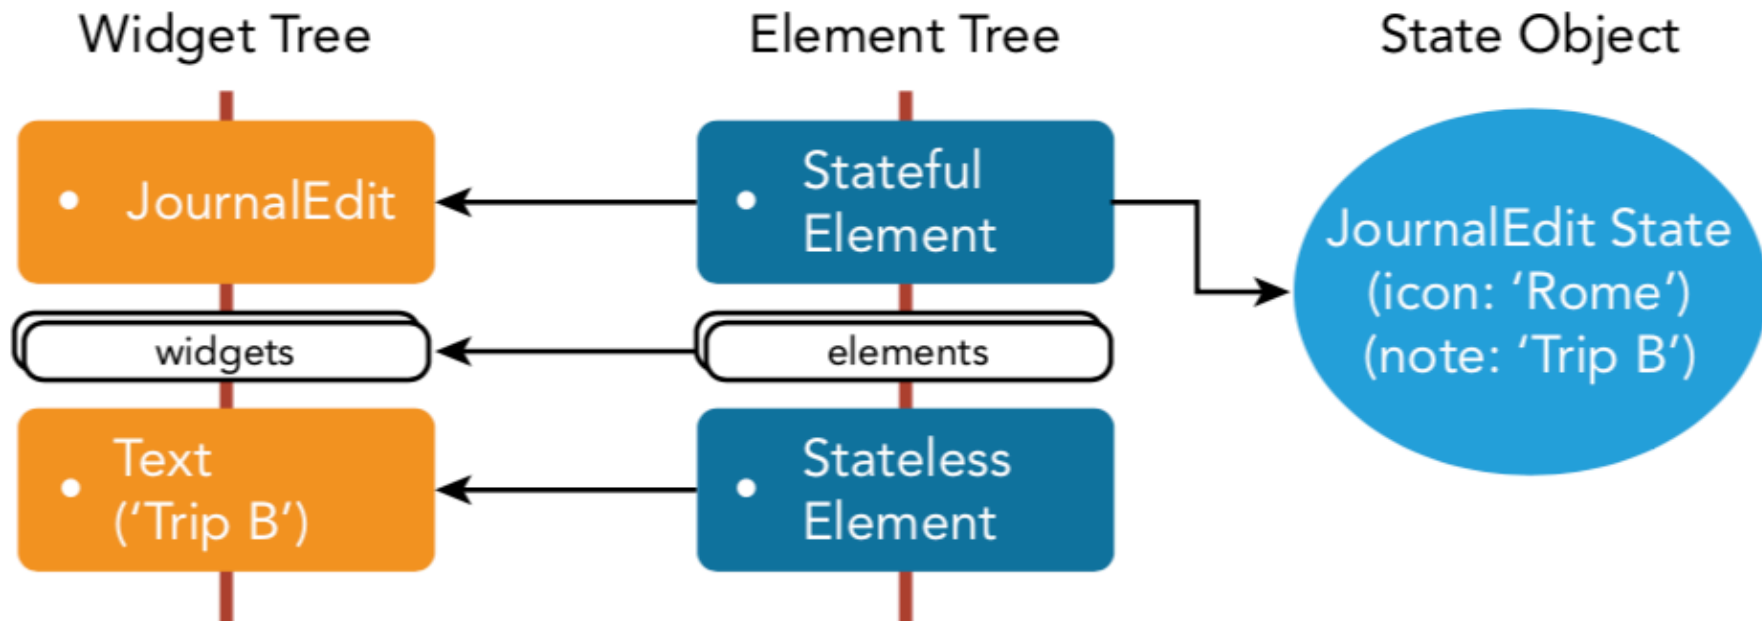 Widget Tree
Element Tree
State Object
JournalEdit
Stateful
Element
JournalEdit State
(icon: ‘Rome’)
(note: ‘Trip B’)
widgets
elements
Text
(‘Trip B’)
Stateless
Element